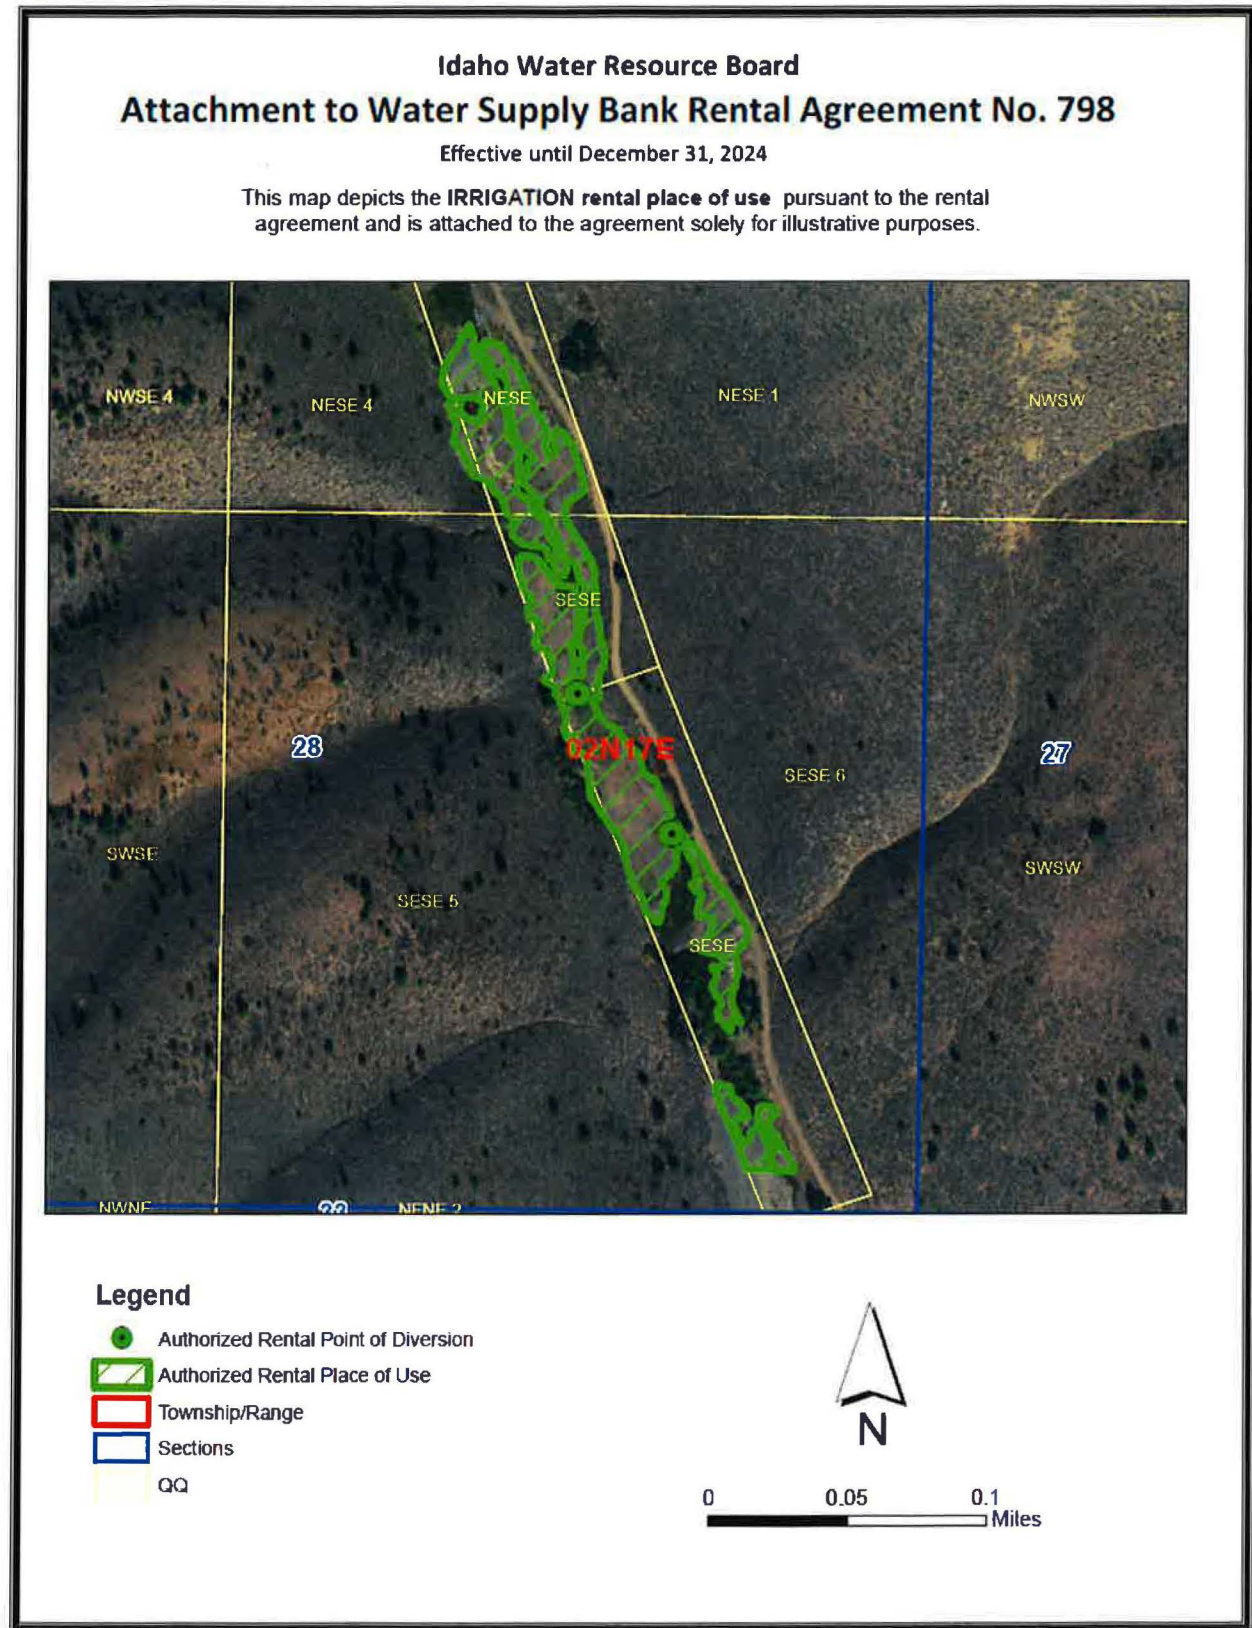 Idaho Water Resource Board
Attachment to Water Supply Bank Rental Agreement No. 798
Effective until December 31, 2024
This map depicts the IRRIGATION rental place of use pursuant to the rental
agreement and is attached to the agreement solely for illustrative purposes.
NWSE 4
NESE 4
NESE
NESE 1
NWSW
SESE
28
02N17E
SESE 6
27
SWSE
SESE 5
SWSW
SESE
NWNE
33
NENE 2
Legend
Authorized Rental Point of Diversion
Authorized Rental Place of Use
Township/Range
Sections
QQ
N
0 0.05 0.1
Miles